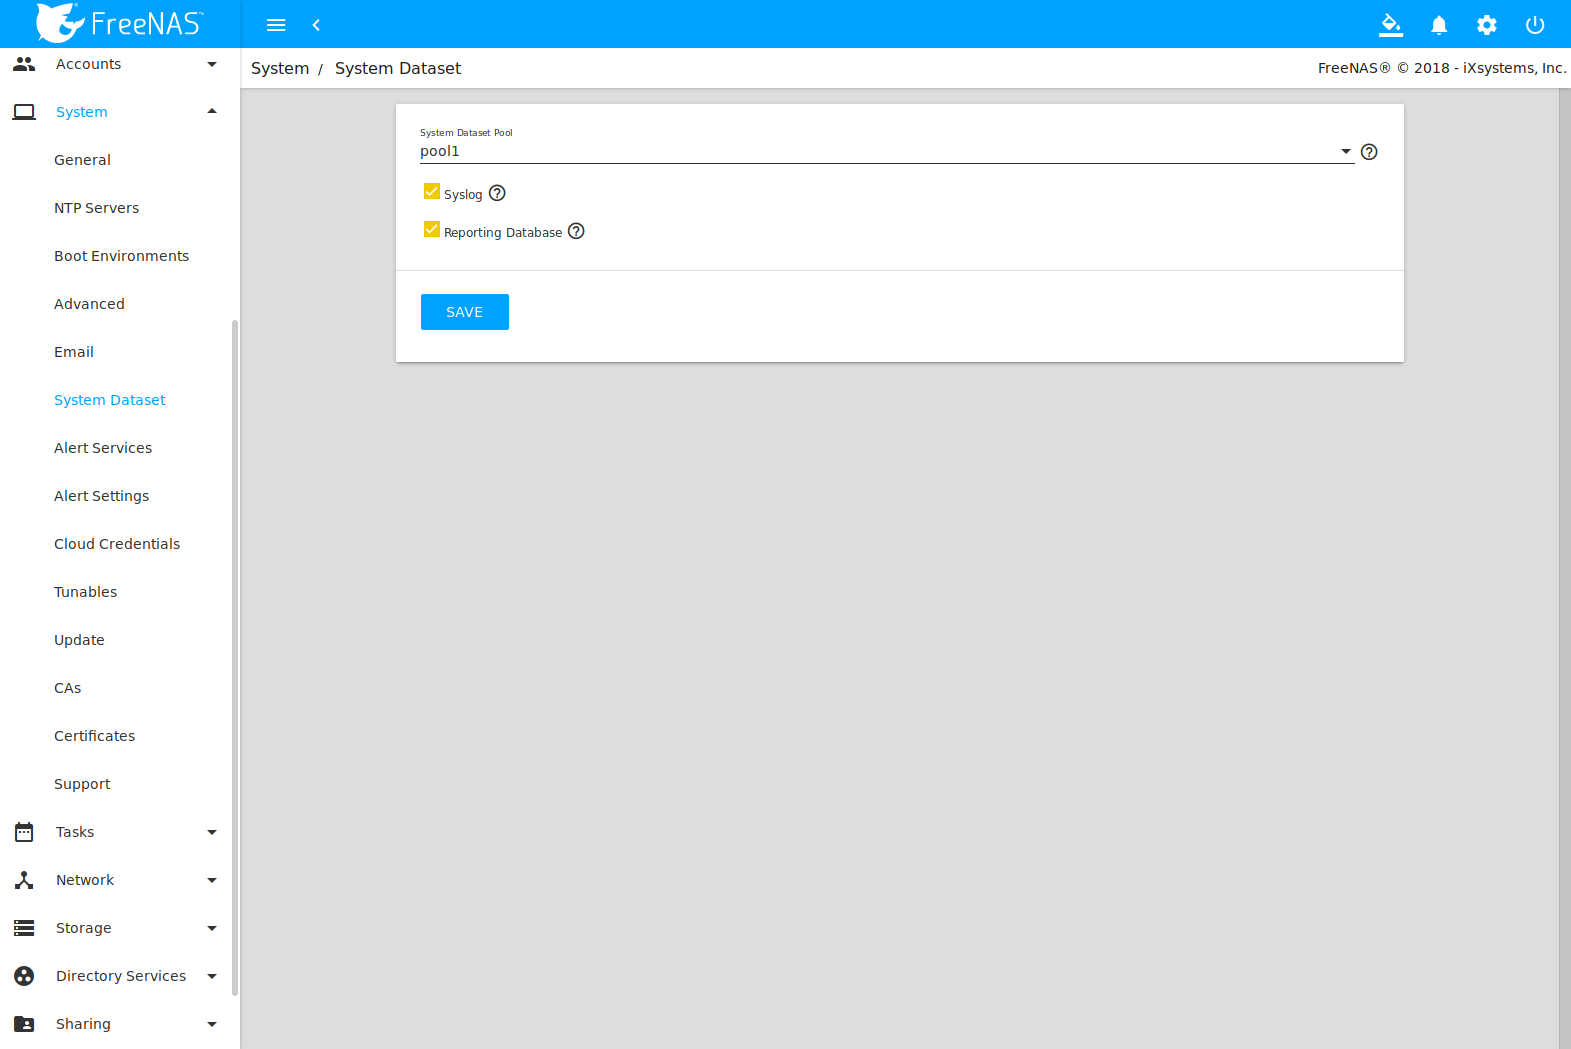 FreeNAS™
System / System Dataset
FreeNAS® © 2018 - iXsystems, Inc.
Accounts
System
General
NTP Servers
Boot Environments
Advanced
Email
System Dataset
Alert Services
Alert Settings
Cloud Credentials
Tunables
Update
CAs
Certificates
Support
Tasks
Network
Storage
Directory Services
Sharing
System Dataset Pool
pool1
Syslog
Reporting Database
SAVE